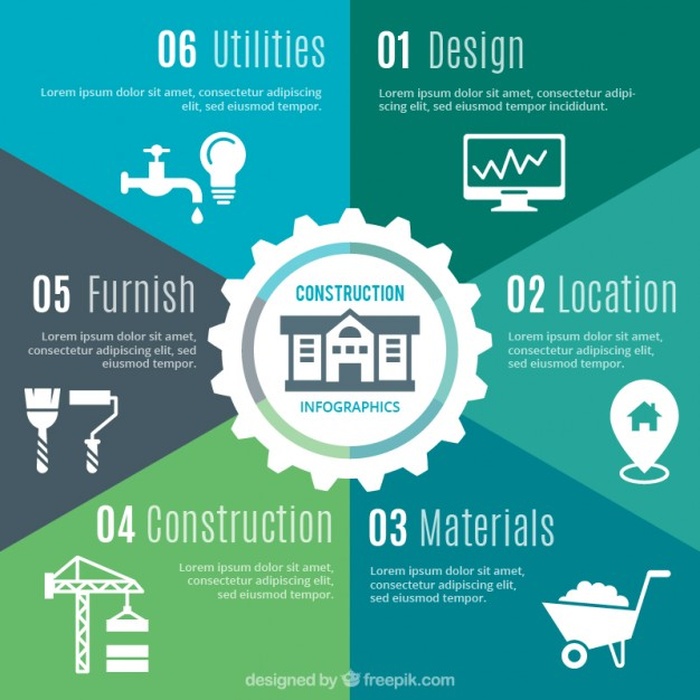 06 Utilities
Lorem ipsum dolor sit amet, consectetur adipiscing
elit, sed eiusmod tempor.
01 Design
Lorem ipsum dolor sit amet, consectetur adipi-
scing elit, sed eiusmod tempor incididunt.
05 Furnish
Lorem ipsum dolor sit amet,
consectetur adipiscing elit, sed
eiusmod tempor.
CONSTRUCTION
INFOGRAPHICS
02 Location
Lorem ipsum dolor sit amet,
consectetur adipiscing elit, sed
eiusmod tempor.
04 Construction
Lorem ipsum dolor sit amet,
consectetur adipiscing elit,
sed eiusmod tempor.
03 Materials
Lorem ipsum dolor sit amet,
consectetur adipiscing elit,
sed eiusmod tempor.
designed by freepik.com